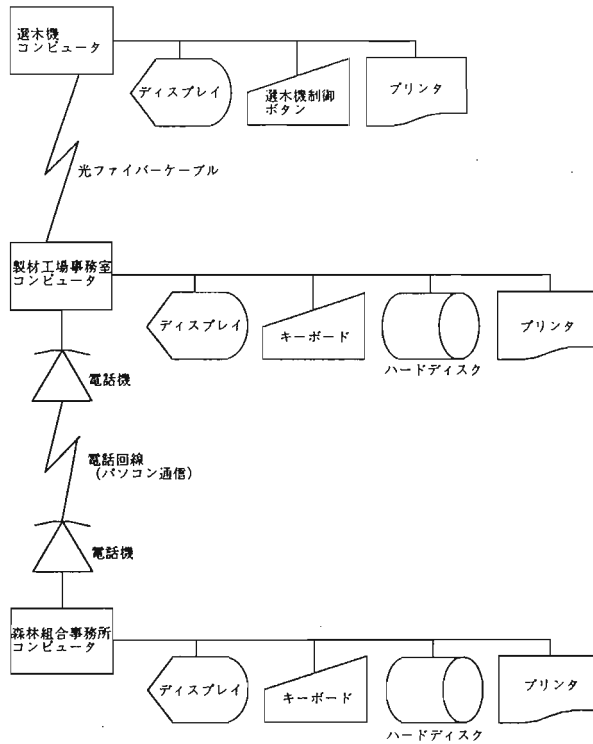 選木機
コンピュータ
ディスプレイ
選木機制御
ボタン
プリンタ
光ファイバーケーブル
製材工場事務室
コンピュータ
ディスプレイ
キーボード
ハードディスク
プリンタ
電話機
電話回線
(パソコン通信)
電話機
森林組合事務所
コンピュータ
ディスプレイ
キーボード
ハードディスク
プリンタ